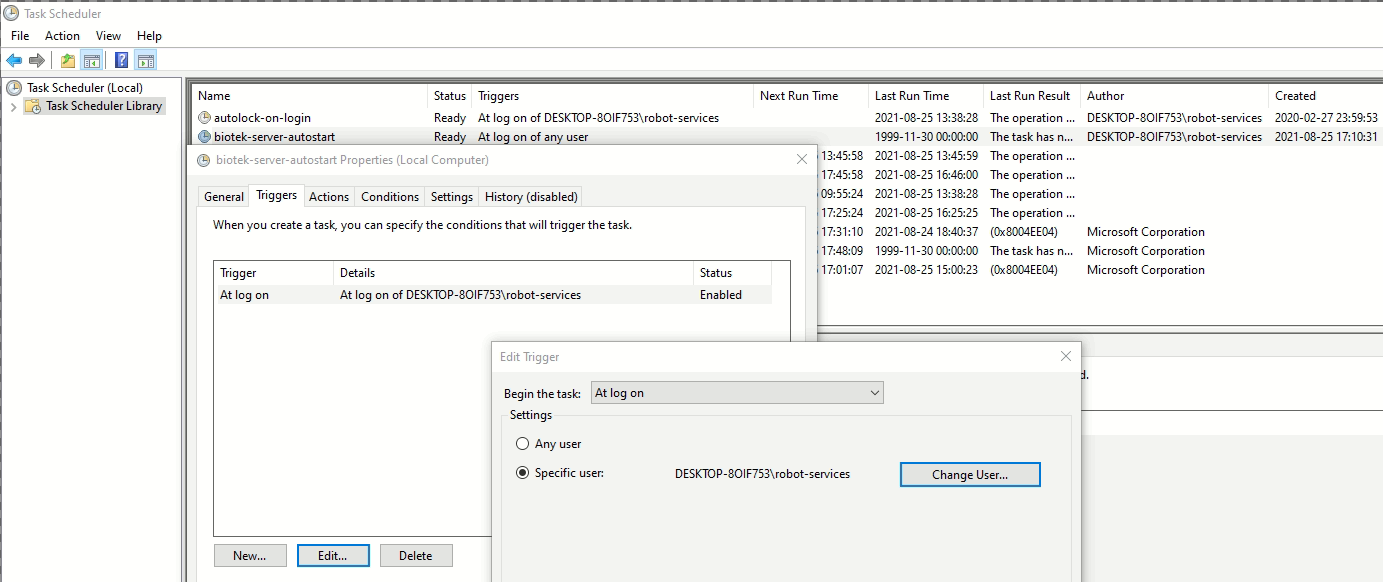 Task Scheduler
File Action View Help
Task Scheduler (Local)
Task Scheduler Library
Name Status Triggers Next Run Time Last Run Time Last Run Result Author Created
autolock-on-login Ready At log on of DESKTOP-8OIF753\robot-services 2021-08-25 13:38:28 The operation ... DESKTOP-8OIF753\robot-services 2020-02-27 23:59:53
biotek-server-autostart Ready At log on of any user 1999-11-30 00:00:00 The task has n... DESKTOP-8OIF753\robot-services 2021-08-25 17:10:31
13:45:58 2021-08-25 13:45:59 The operation ...
17:45:58 2021-08-25 16:46:00 The operation ...
09:55:24 2021-08-25 13:38:28 The operation ...
17:25:24 2021-08-25 16:25:25 The operation ...
17:31:10 2021-08-24 18:40:37 (0x8004EE04) Microsoft Corporation
17:48:09 1999-11-30 00:00:00 The task has n... Microsoft Corporation
17:01:07 2021-08-25 15:00:23 (0x8004EE04) Microsoft Corporation
biotek-server-autostart Properties (Local Computer)
General Triggers Actions Conditions Settings History (disabled)
When you create a task, you can specify the conditions that will trigger the task.
Trigger Details Status
At log on At log on of DESKTOP-8OIF753\robot-services Enabled
New... Edit... Delete
Edit Trigger
d.
Begin the task: At log on
Settings
Any user
Specific user: DESKTOP-8OIF753\robot-services Change User...